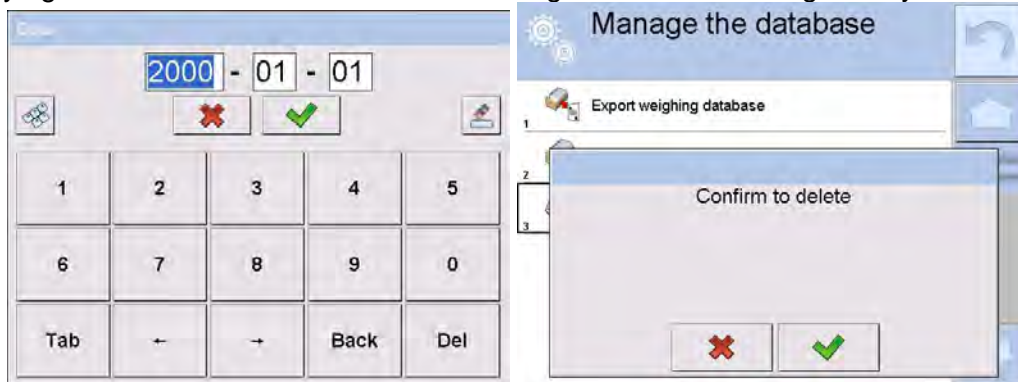 2000 - 01 - 01
1 2 3 4 5
6 7 8 9 0
Tab ← → Back Del
Manage the database
1 Export weighing database
2
3
Confirm to delete